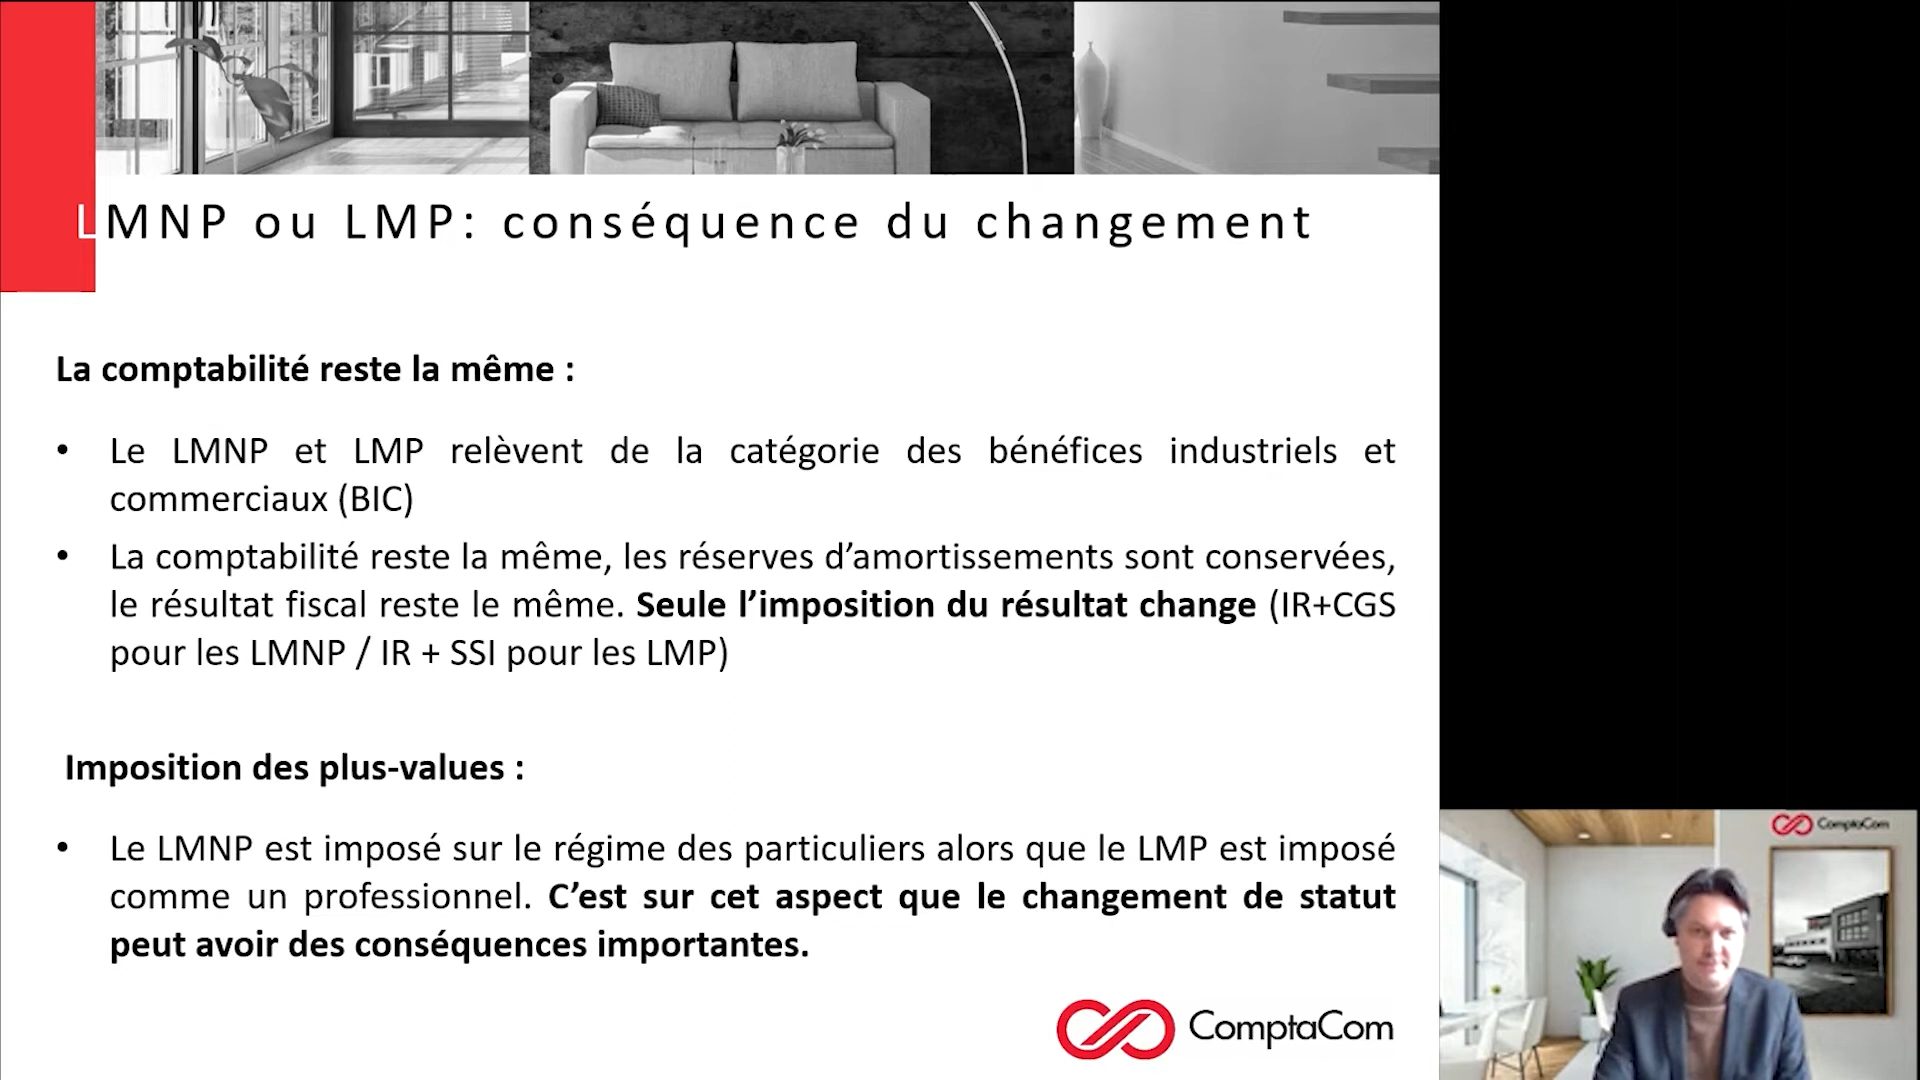 LMNP ou LMP: conséquence du changement
La comptabilité reste la même :
• Le LMNP et LMP relèvent de la catégorie des bénéfices industriels et
commerciaux (BIC)
• La comptabilité reste la même, les réserves d’amortissements sont conservées,
le résultat fiscal reste le même. Seule l’imposition du résultat change (IR+CGS
pour les LMNP / IR + SSI pour les LMP)
Imposition des plus-values :
• Le LMNP est imposé sur le régime des particuliers alors que le LMP est imposé
comme un professionnel. C’est sur cet aspect que le changement de statut
peut avoir des conséquences importantes.
ComptaCom
ComptaCom